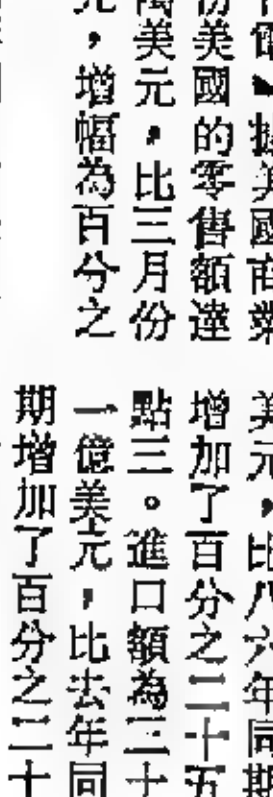 電◥據美國商業
份美國的零售額達
萬美元，比三月份
元，增幅為百分之
美元，比八六年同期
增加了百分之二十五
點三。進口額為三十
一億美元，比去年同
期增加了百分之二十